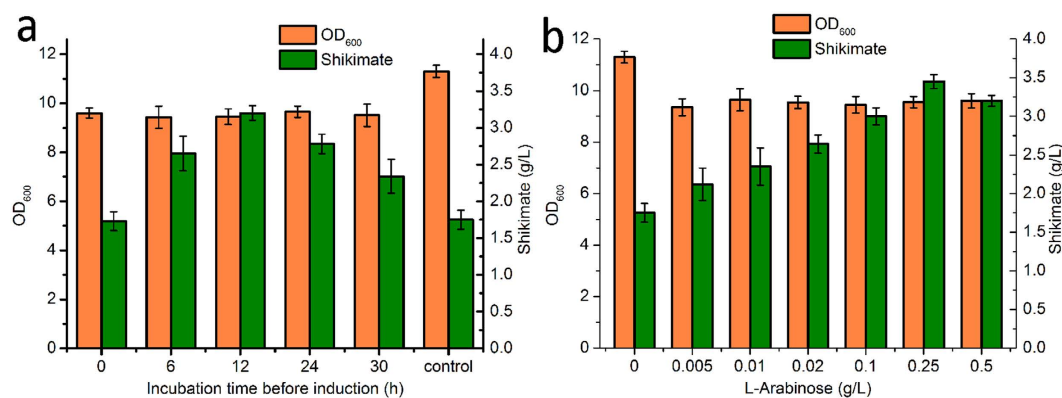 a
OD600
Shikimate
12
10
8
6
4
2
0
OD600
4.0
3.5
3.0
2.5
2.0
1.5
1.0
0.5
0.0
Shikimate (g/L)
0 6 12 24 30 control
Incubation time before induction (h)
b
OD600
Shikimate
12
10
8
6
4
2
0
OD600
4.0
3.5
3.0
2.5
2.0
1.5
1.0
0.5
0.0
Shikimate (g/L)
0 0.005 0.01 0.02 0.1 0.25 0.5
L-Arabinose (g/L)